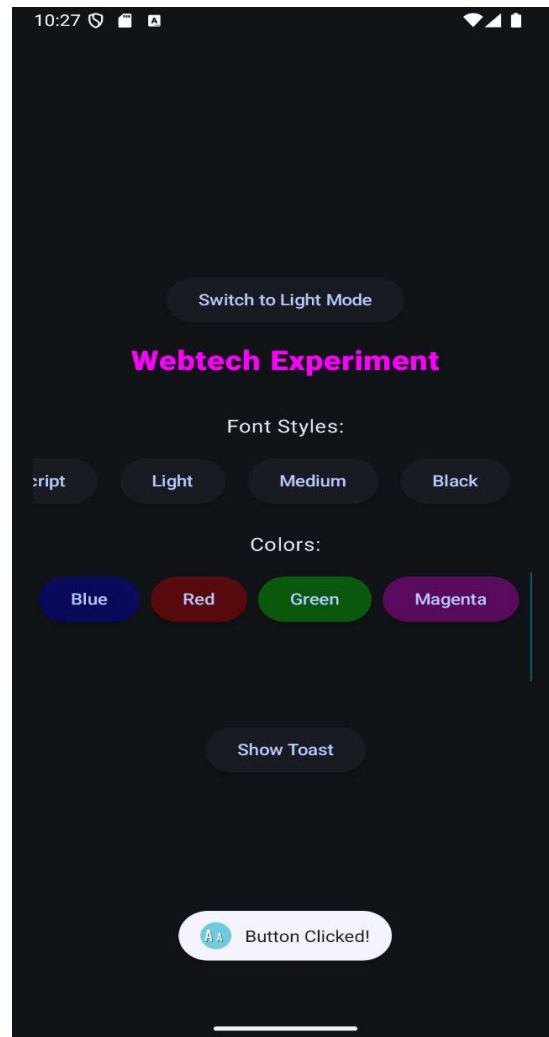 10:27
Switch to Light Mode
Webtech Experiment
Font Styles:
cript Light Medium Black
Colors:
Blue Red Green Magenta
Show Toast
Button Clicked!